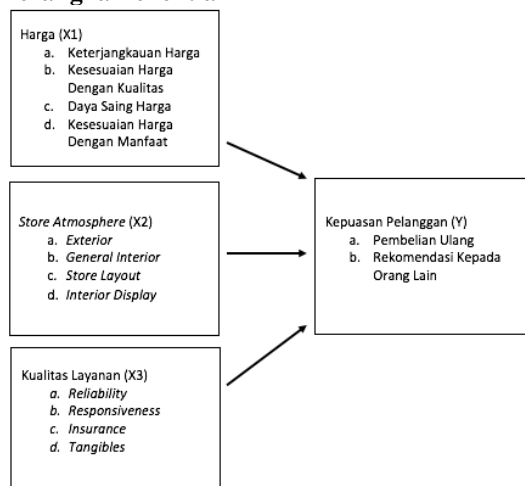 Harga (X1)
a. Keterjangkauan Harga
b. Kesesuaian Harga
Dengan Kualitas
c. Daya Saing Harga
d. Kesesuaian Harga
Dengan Manfaat
Store Atmosphere (X2)
a. Exterior
b. General Interior
c. Store Layout
d. Interior Display
Kualitas Layanan (X3)
a. Reliability
b. Responsiveness
c. Insurance
d. Tangibles
Kepuasan Pelanggan (Y)
a. Pembelian Ulang
b. Rekomendasi Kepada
Orang Lain